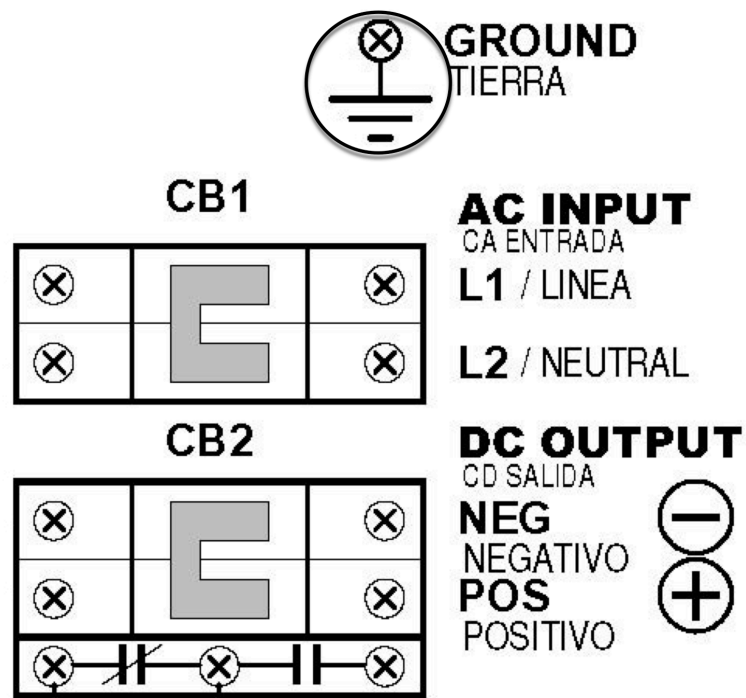 GROUND
TIERRA
CB1
AC INPUT
CA ENTRADA
L1 / LINEA
L2 / NEUTRAL
CB2
DC OUTPUT
CD SALIDA
NEG
NEGATIVO
POS
POSITIVO